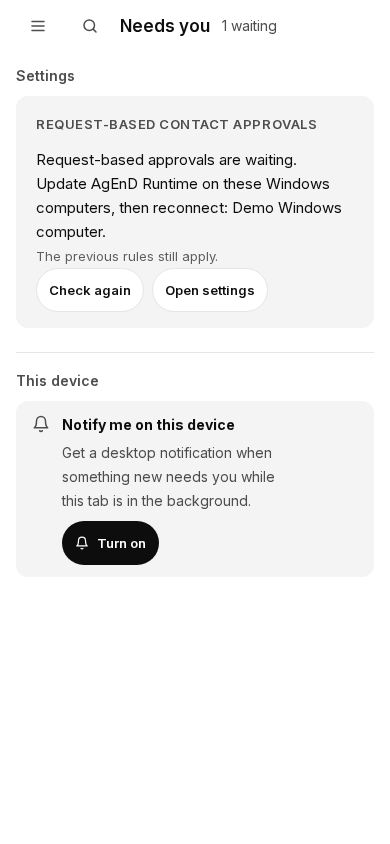 Needs you 1 waiting
Settings
REQUEST-BASED CONTACT APPROVALS
Request-based approvals are waiting.
Update AgEnD Runtime on these Windows
computers, then reconnect: Demo Windows
computer.
The previous rules still apply.
Check again Open settings
This device
Notify me on this device
Get a desktop notification when
something new needs you while
this tab is in the background.
Turn on